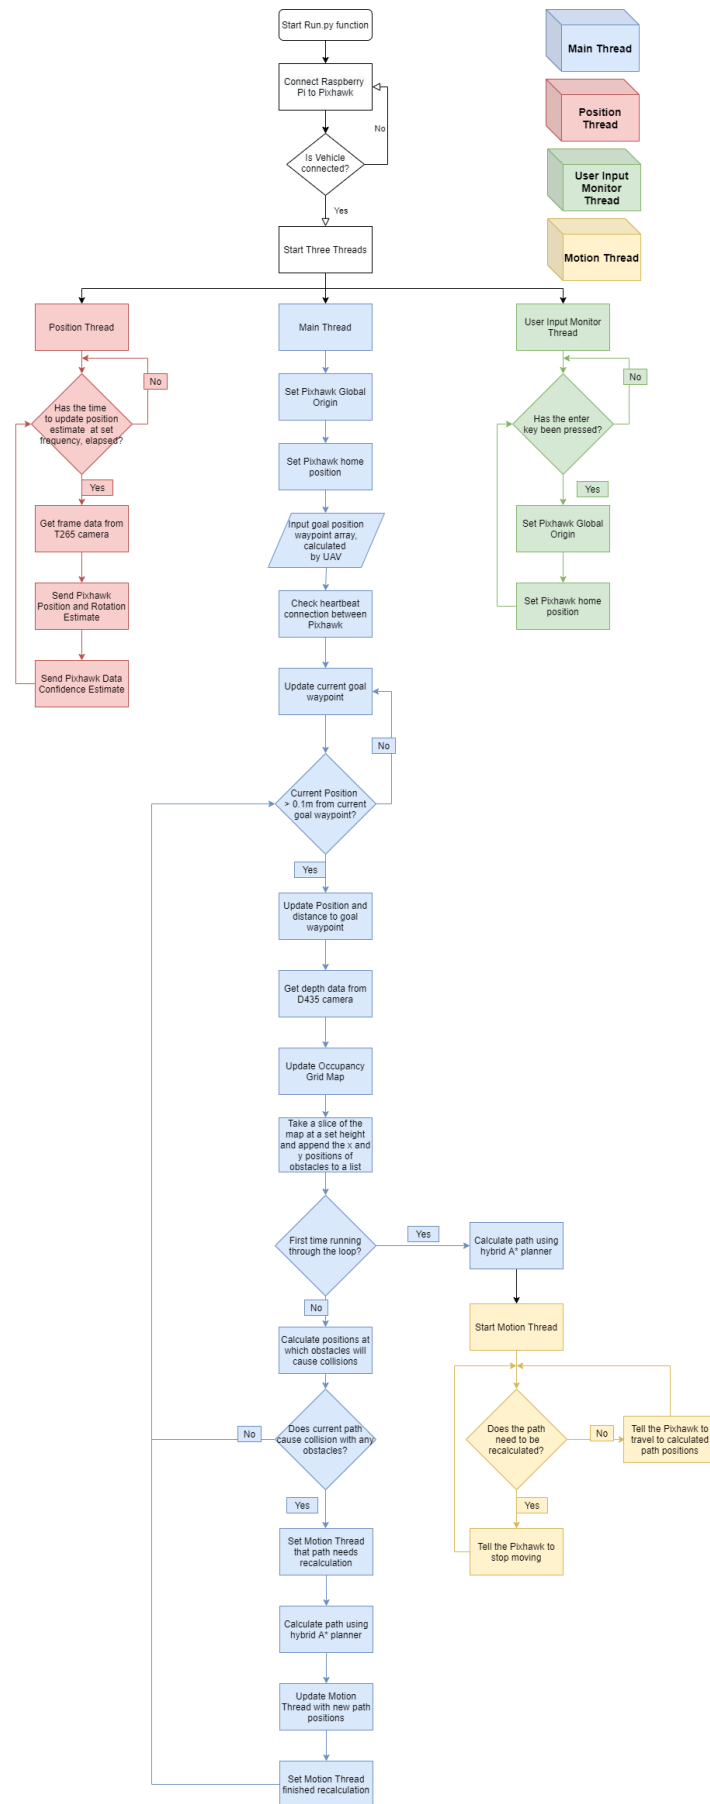 Start Run.py function
Main Thread
Connect Raspberry
Pi to Pixhawk
Position
Thread
No
Is Vehicle
connected?
User Input
Monitor
Thread
Yes
Start Three Threads
Motion Thread
Position Thread
Main Thread
User Input Monitor
Thread
No
Has the time
to update position
estimate at set
frequency, elapsed?
Yes
Get frame data from
T265 camera
Send Pixhawk
Position and Rotation
Estimate
Send Pixhawk Data
Confidence Estimate
Set Pixhawk Global
Origin
Set Pixhawk home
position
Input goal position
waypoint array,
calculated
by UAV
Check heartbeat
connection between
Pixhawk
Update current goal
waypoint
No
Current Position
> 0.1m from current
goal waypoint?
Yes
Update Position and
distance to goal
waypoint
Get depth data from
D435 camera
Update Occupancy
Grid Map
Take a slice of the
map at a set height
and append the x and
y positions of
obstacles to a list
First time running
through the loop?
Yes
Calculate path using
hybrid A* planner
No
Calculate positions at
which obstacles will
cause collisions
Does current path
cause collision with any
obstacles?
No
Yes
Set Motion Thread
that path needs
recalculation
Calculate path using
hybrid A* planner
Update Motion
Thread with new path
positions
Set Motion Thread
finished recalculation
No
Has the enter
key been pressed?
Yes
Set Pixhawk Global
Origin
Set Pixhawk home
position
Start Motion Thread
Does the path
need to be
recalculated?
No
Tell the Pixhawk to
travel to calculated
path positions
Yes
Tell the Pixhawk to
stop moving